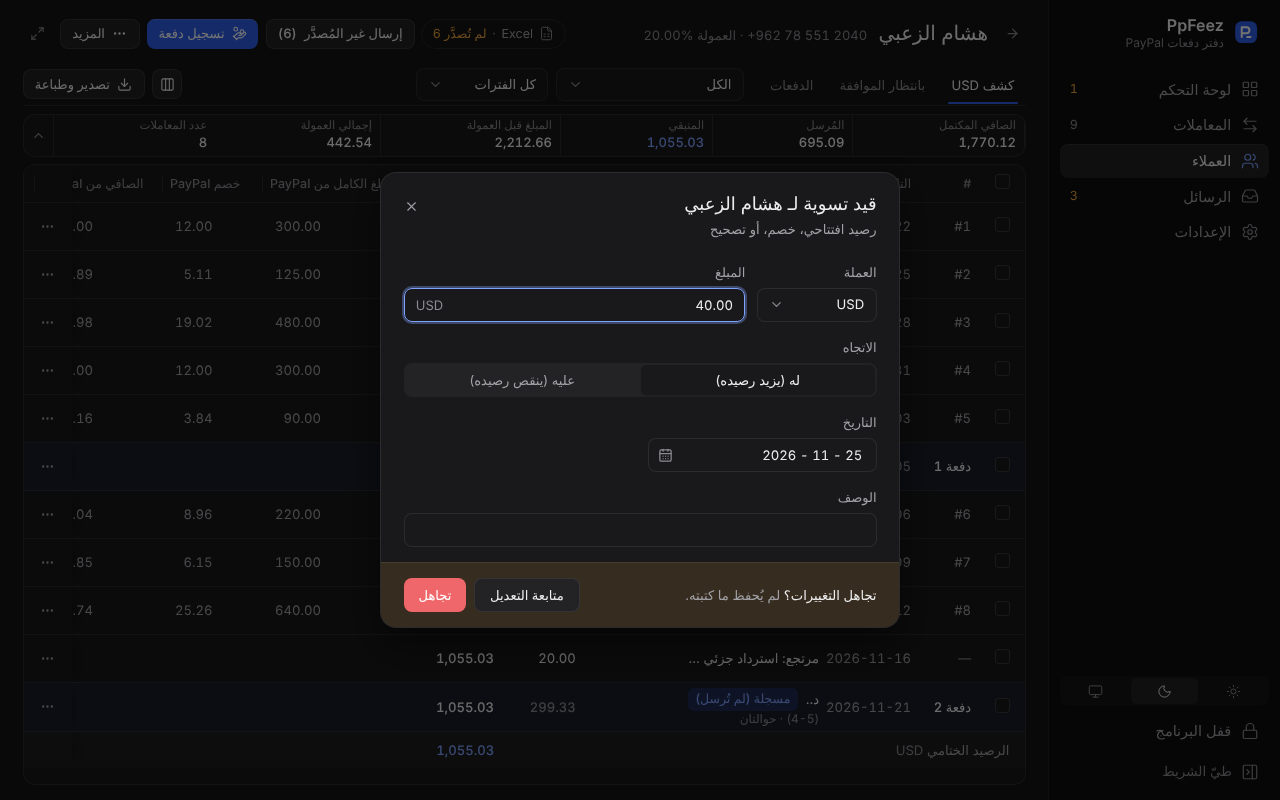 PpFeez
دفتر دفعات PayPal
لوحة التحكم 1
المعاملات 9
العملاء
الرسائل 3
الإعدادات
قفل البرنامج
طيّ الشريط
هشام الزعبي
+962 78 551 2040 · العمولة 20.00%
Excel · لم تُصدَّر 6
إرسال غير المُصدَّر (6)
تسجيل دفعة
المزيد
كشف USD
بانتظار الموافقة
الدفعات
الكل
كل الفترات
تصدير وطباعة
الصافي المكتمل
1,770.12
المُرسل
695.09
المتبقي
1,055.03
المبلغ قبل العمولة
2,212.66
إجمالي العمولة
442.54
عدد المعاملات
8
# خصم PayPal
#1 300.00 12.00 .00
#2 125.00 5.11 .89
#3 480.00 19.02 .98
#4 300.00 12.00 .00
#5 90.00 3.84 .16
دفعة 1
#6 220.00 8.96 .04
#7 150.00 6.15 .85
#8 640.00 25.26 .74
— 2026-11-16 مرتجع: استرداد جزئي ... 20.00 1,055.03
دفعة 2 2026-11-21 د.. مسجلة (لم تُرسل) 299.33 1,055.03
(4-5) · حوالتان
الرصيد الختامي USD 1,055.03
قيد تسوية لـ هشام الزعبي
رصيد افتتاحي، خصم، أو تصحيح
العملة
USD
المبلغ
40.00 USD
الاتجاه
له (يزيد رصيده)
عليه (ينقص رصيده)
التاريخ
25 - 11 - 2026
الوصف
تجاهل التغييرات؟ لم يُحفظ ما كتبته.
متابعة التعديل
تجاهل